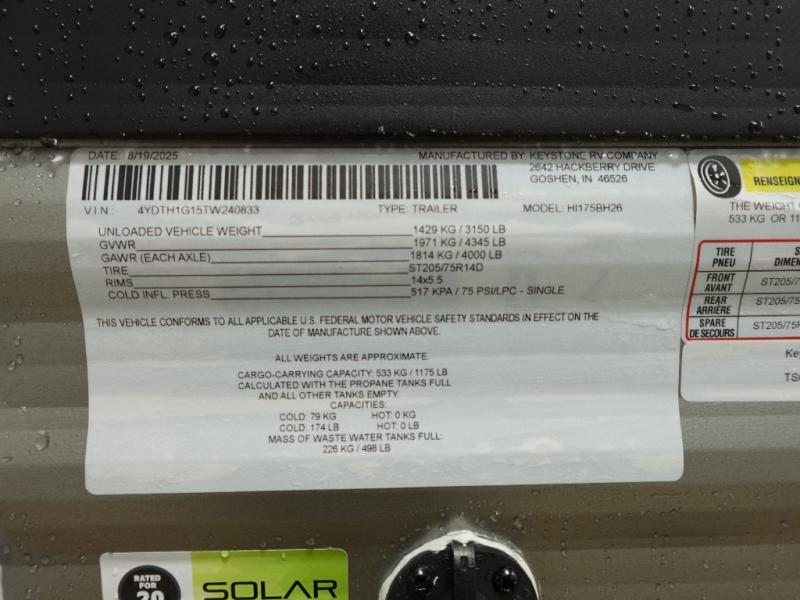 DATE: 8/19/2025 MANUFACTURED BY: KEYSTONE RV COMPANY
2642 HACKBERRY DRIVE
GOSHEN, IN 46526
VIN: 4YDTH1G15TW240833 TYPE: TRAILER MODEL: HI175BH26
UNLOADED VEHICLE WEIGHT 1429 KG / 3150 LB
GVWR 1971 KG / 4345 LB
GAWR (EACH AXLE) 1814 KG / 4000 LB
TIRE ST205/75R14D
RIMS 14x5.5
COLD INFL. PRESS 517 KPA / 75 PSI/LPC - SINGLE
THIS VEHICLE CONFORMS TO ALL APPLICABLE U.S. FEDERAL MOTOR VEHICLE SAFETY STANDARDS IN EFFECT ON THE
DATE OF MANUFACTURE SHOWN ABOVE.
ALL WEIGHTS ARE APPROXIMATE
CARGO-CARRYING CAPACITY: 533 KG / 1175 LB
CALCULATED WITH THE PROPANE TANKS FULL
AND ALL OTHER TANKS EMPTY.
CAPACITIES:
COLD: 79 KG HOT: 0 KG
COLD: 174 LB HOT: 0 LB
MASS OF WASTE WATER TANKS FULL:
226 KG / 498 LB
RENSEIGN
THE WEIGHT
533 KG OR 11
TIRE
PNEU
DIMEN
FRONT
AVANT ST205/7
REAR
ARRIÈRE ST205/75
SPARE
DE SECOURS ST205/75R
Key
TS
RATED
FOR
30
SOLAR